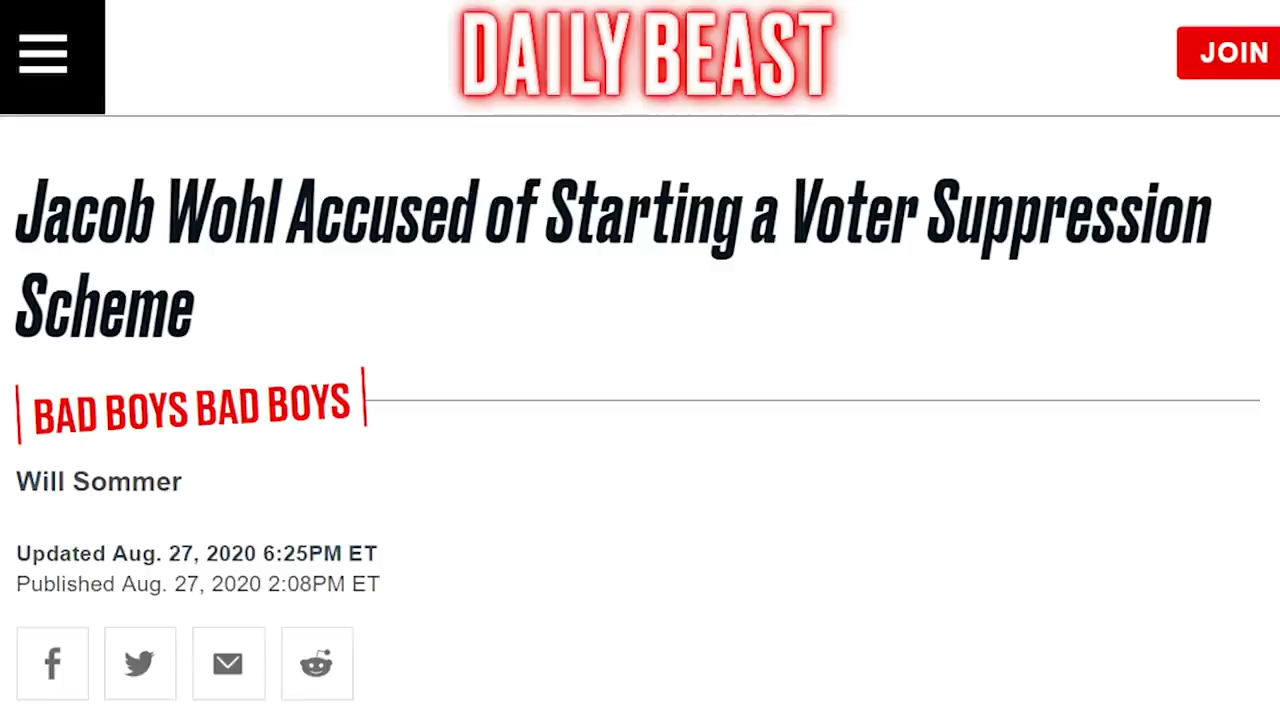 DAILY BEAST
JOIN
Jacob Wohl Accused of Starting a Voter Suppression
Scheme
BAD BOYS BAD BOYS
Will Sommer
Updated Aug. 27, 2020 6:25PM ET
Published Aug. 27, 2020 2:08PM ET